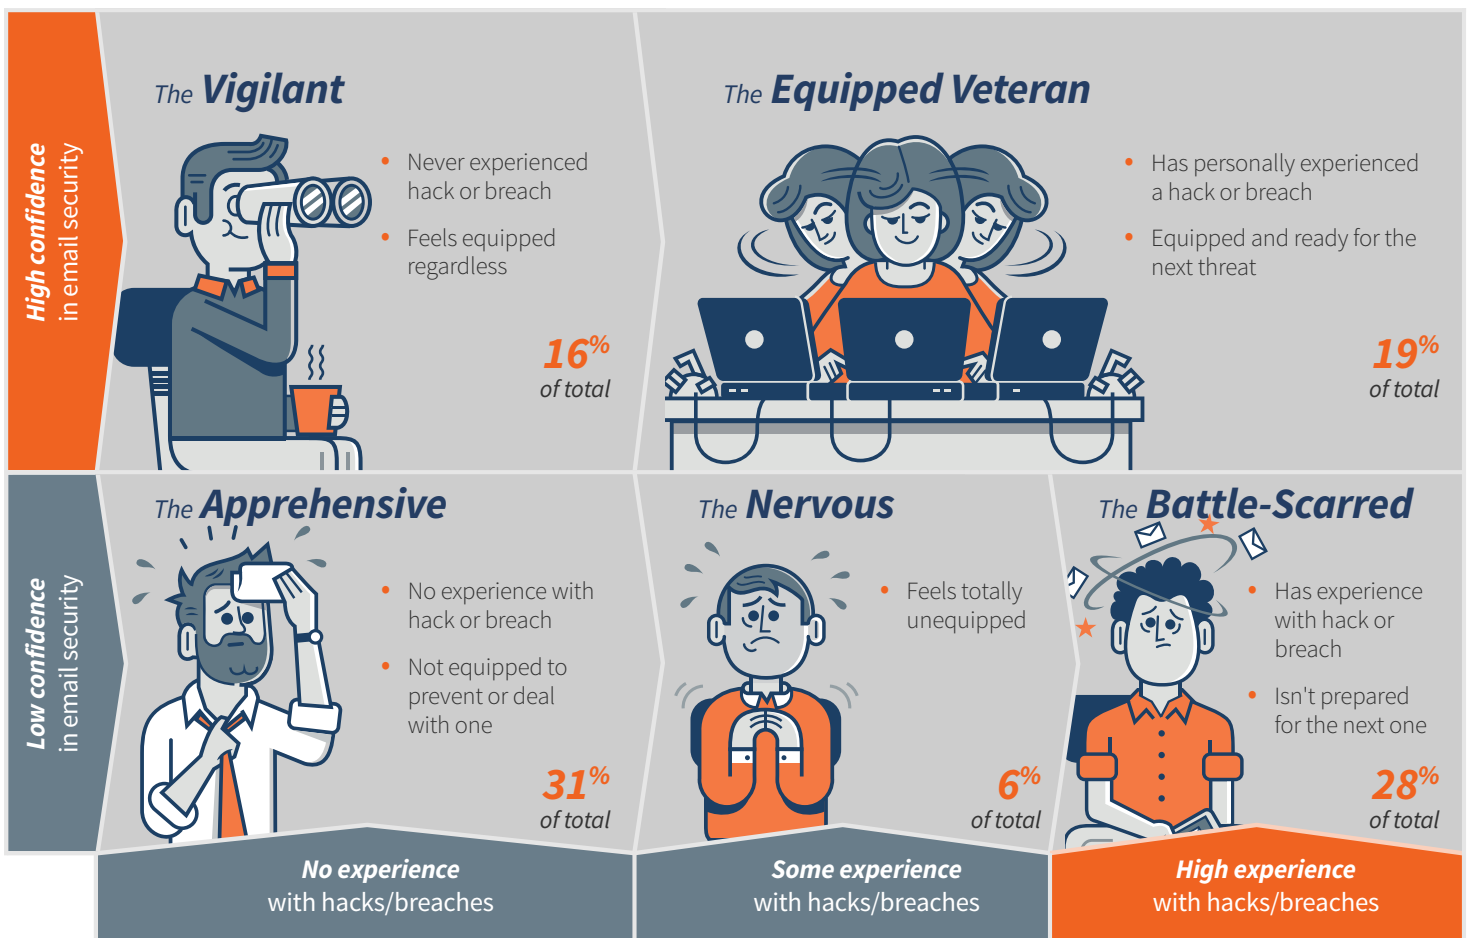 High confidence
in email security
The Vigilant
• Never experienced
hack or breach
• Feels equipped
regardless
16%
of total
The Equipped Veteran
• Has personally experienced
a hack or breach
• Equipped and ready for the
next threat
19%
of total
Low confidence
in email security
The Apprehensive
• No experience with
hack or breach
• Not equipped to
prevent or deal
with one
31%
of total
The Nervous
• Feels totally
unequipped
6%
of total
The Battle-Scarred
• Has experience
with hack or
breach
• Isn't prepared
for the next one
28%
of total
No experience
with hacks/breaches
Some experience
with hacks/breaches
High experience
with hacks/breaches